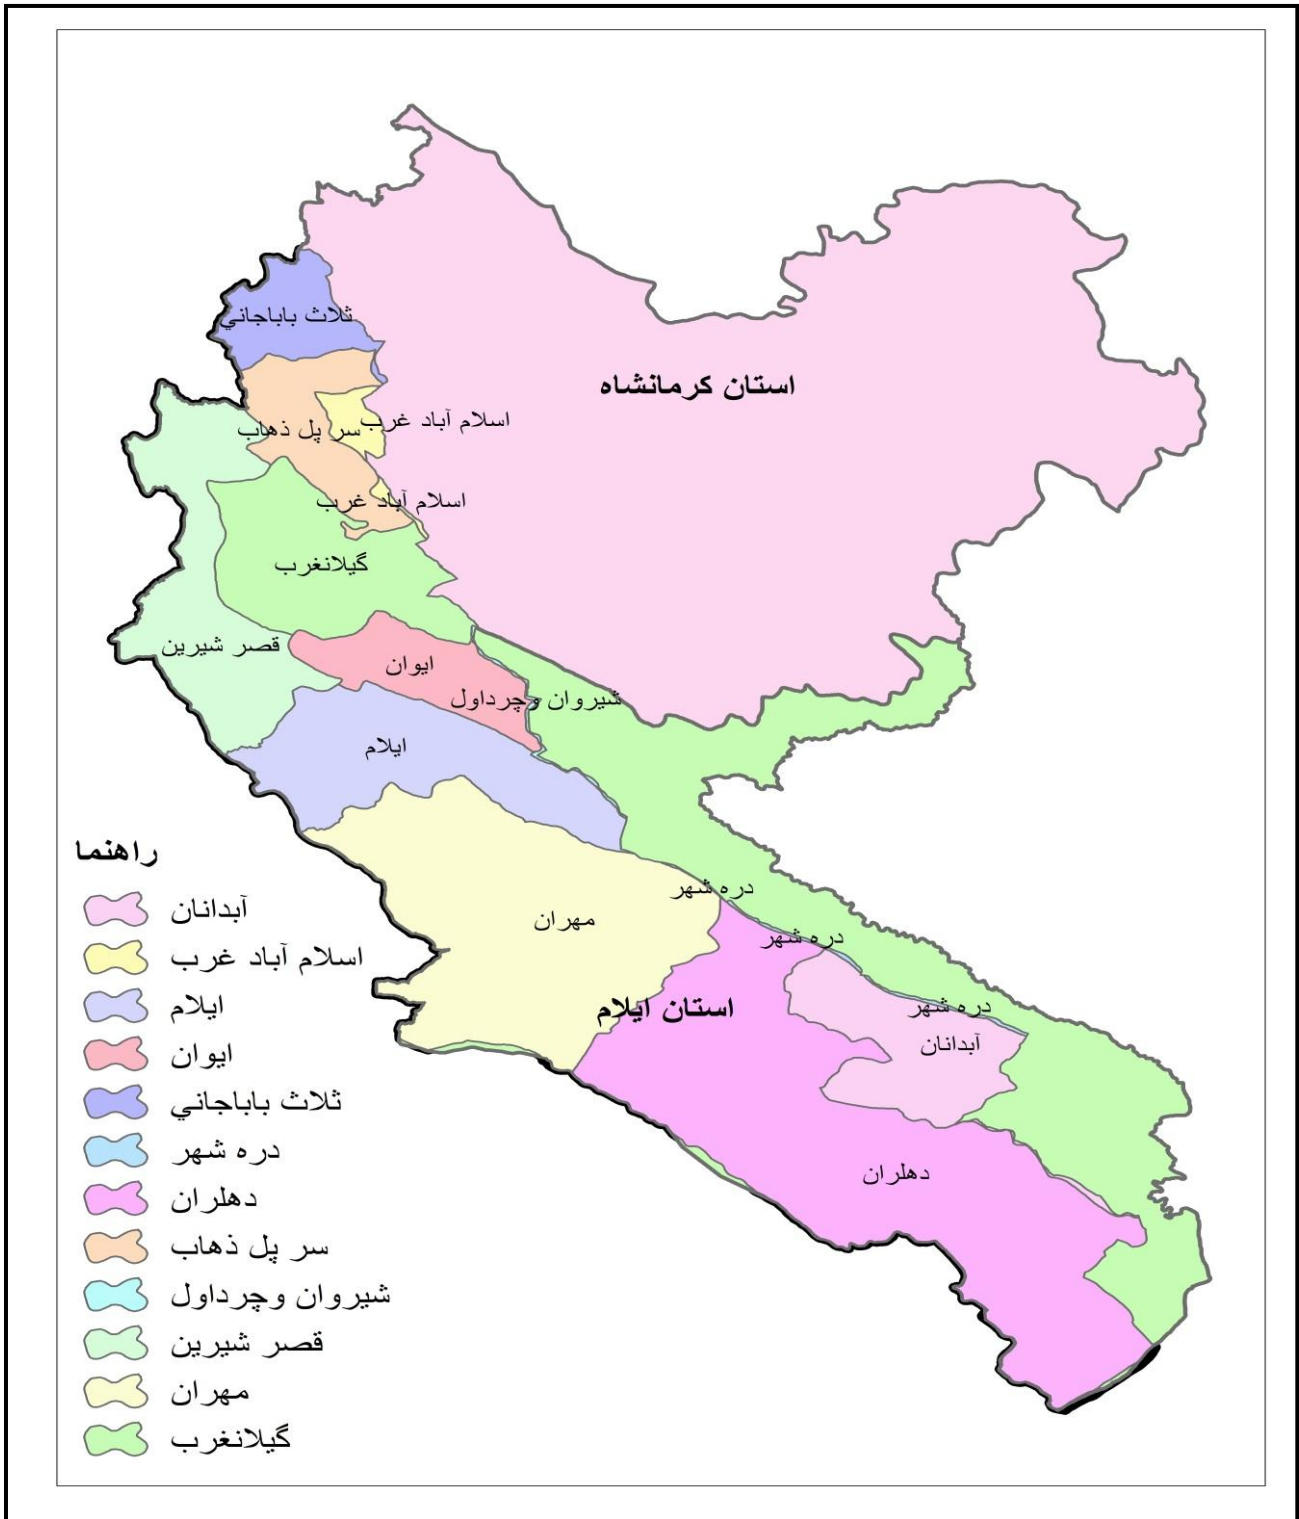 ثلاث باباجاني
استان کرمانشاه
اسلام آباد غرب
سر پل ذهاب
اسلام آباد غرب
گیلانغرب
قصر شیرین
ایوان
شیروان وچرداول
ایلام
دره شهر
مهران
دره شهر
استان ایلام
دره شهر
آبدانان
دهلران
راهنما
آبدانان
اسلام آباد غرب
ایلام
ایوان
ثلاث باباجاني
دره شهر
دهلران
سر پل ذهاب
شیروان وچرداول
قصر شیرین
مهران
گیلانغرب